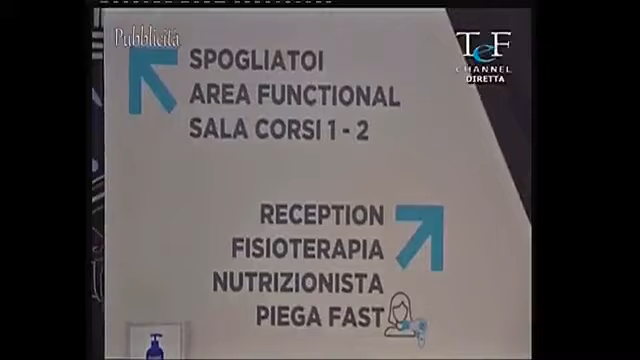 Pubblicità
TeF
CHANNEL
DIRETTA
SPOGLIATOI
AREA FUNCTIONAL
SALA CORSI 1 - 2
RECEPTION
FISIOTERAPIA
NUTRIZIONISTA
PIEGA FAST